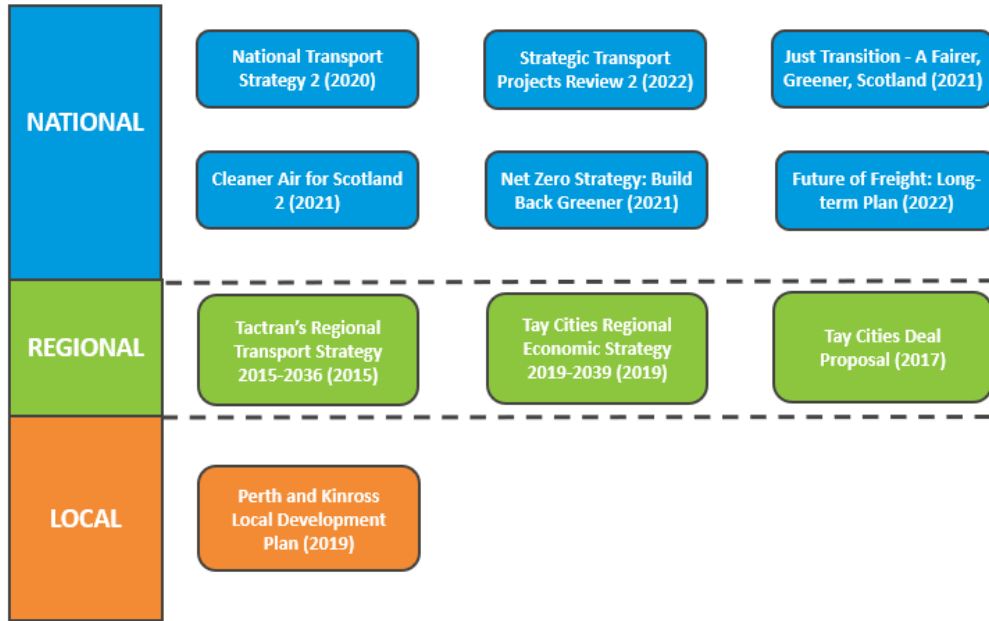 NATIONAL
National Transport
Strategy 2 (2020)
Strategic Transport
Projects Review 2 (2022)
Just Transition - A Fairer,
Greener, Scotland (2021)
Cleaner Air for Scotland
2 (2021)
Net Zero Strategy: Build
Back Greener (2021)
Future of Freight: Long-
term Plan (2022)
REGIONAL
Tactran’s Regional
Transport Strategy
2015-2036 (2015)
Tay Cities Regional
Economic Strategy
2019-2039 (2019)
Tay Cities Deal
Proposal (2017)
LOCAL
Perth and Kinross
Local Development
Plan (2019)